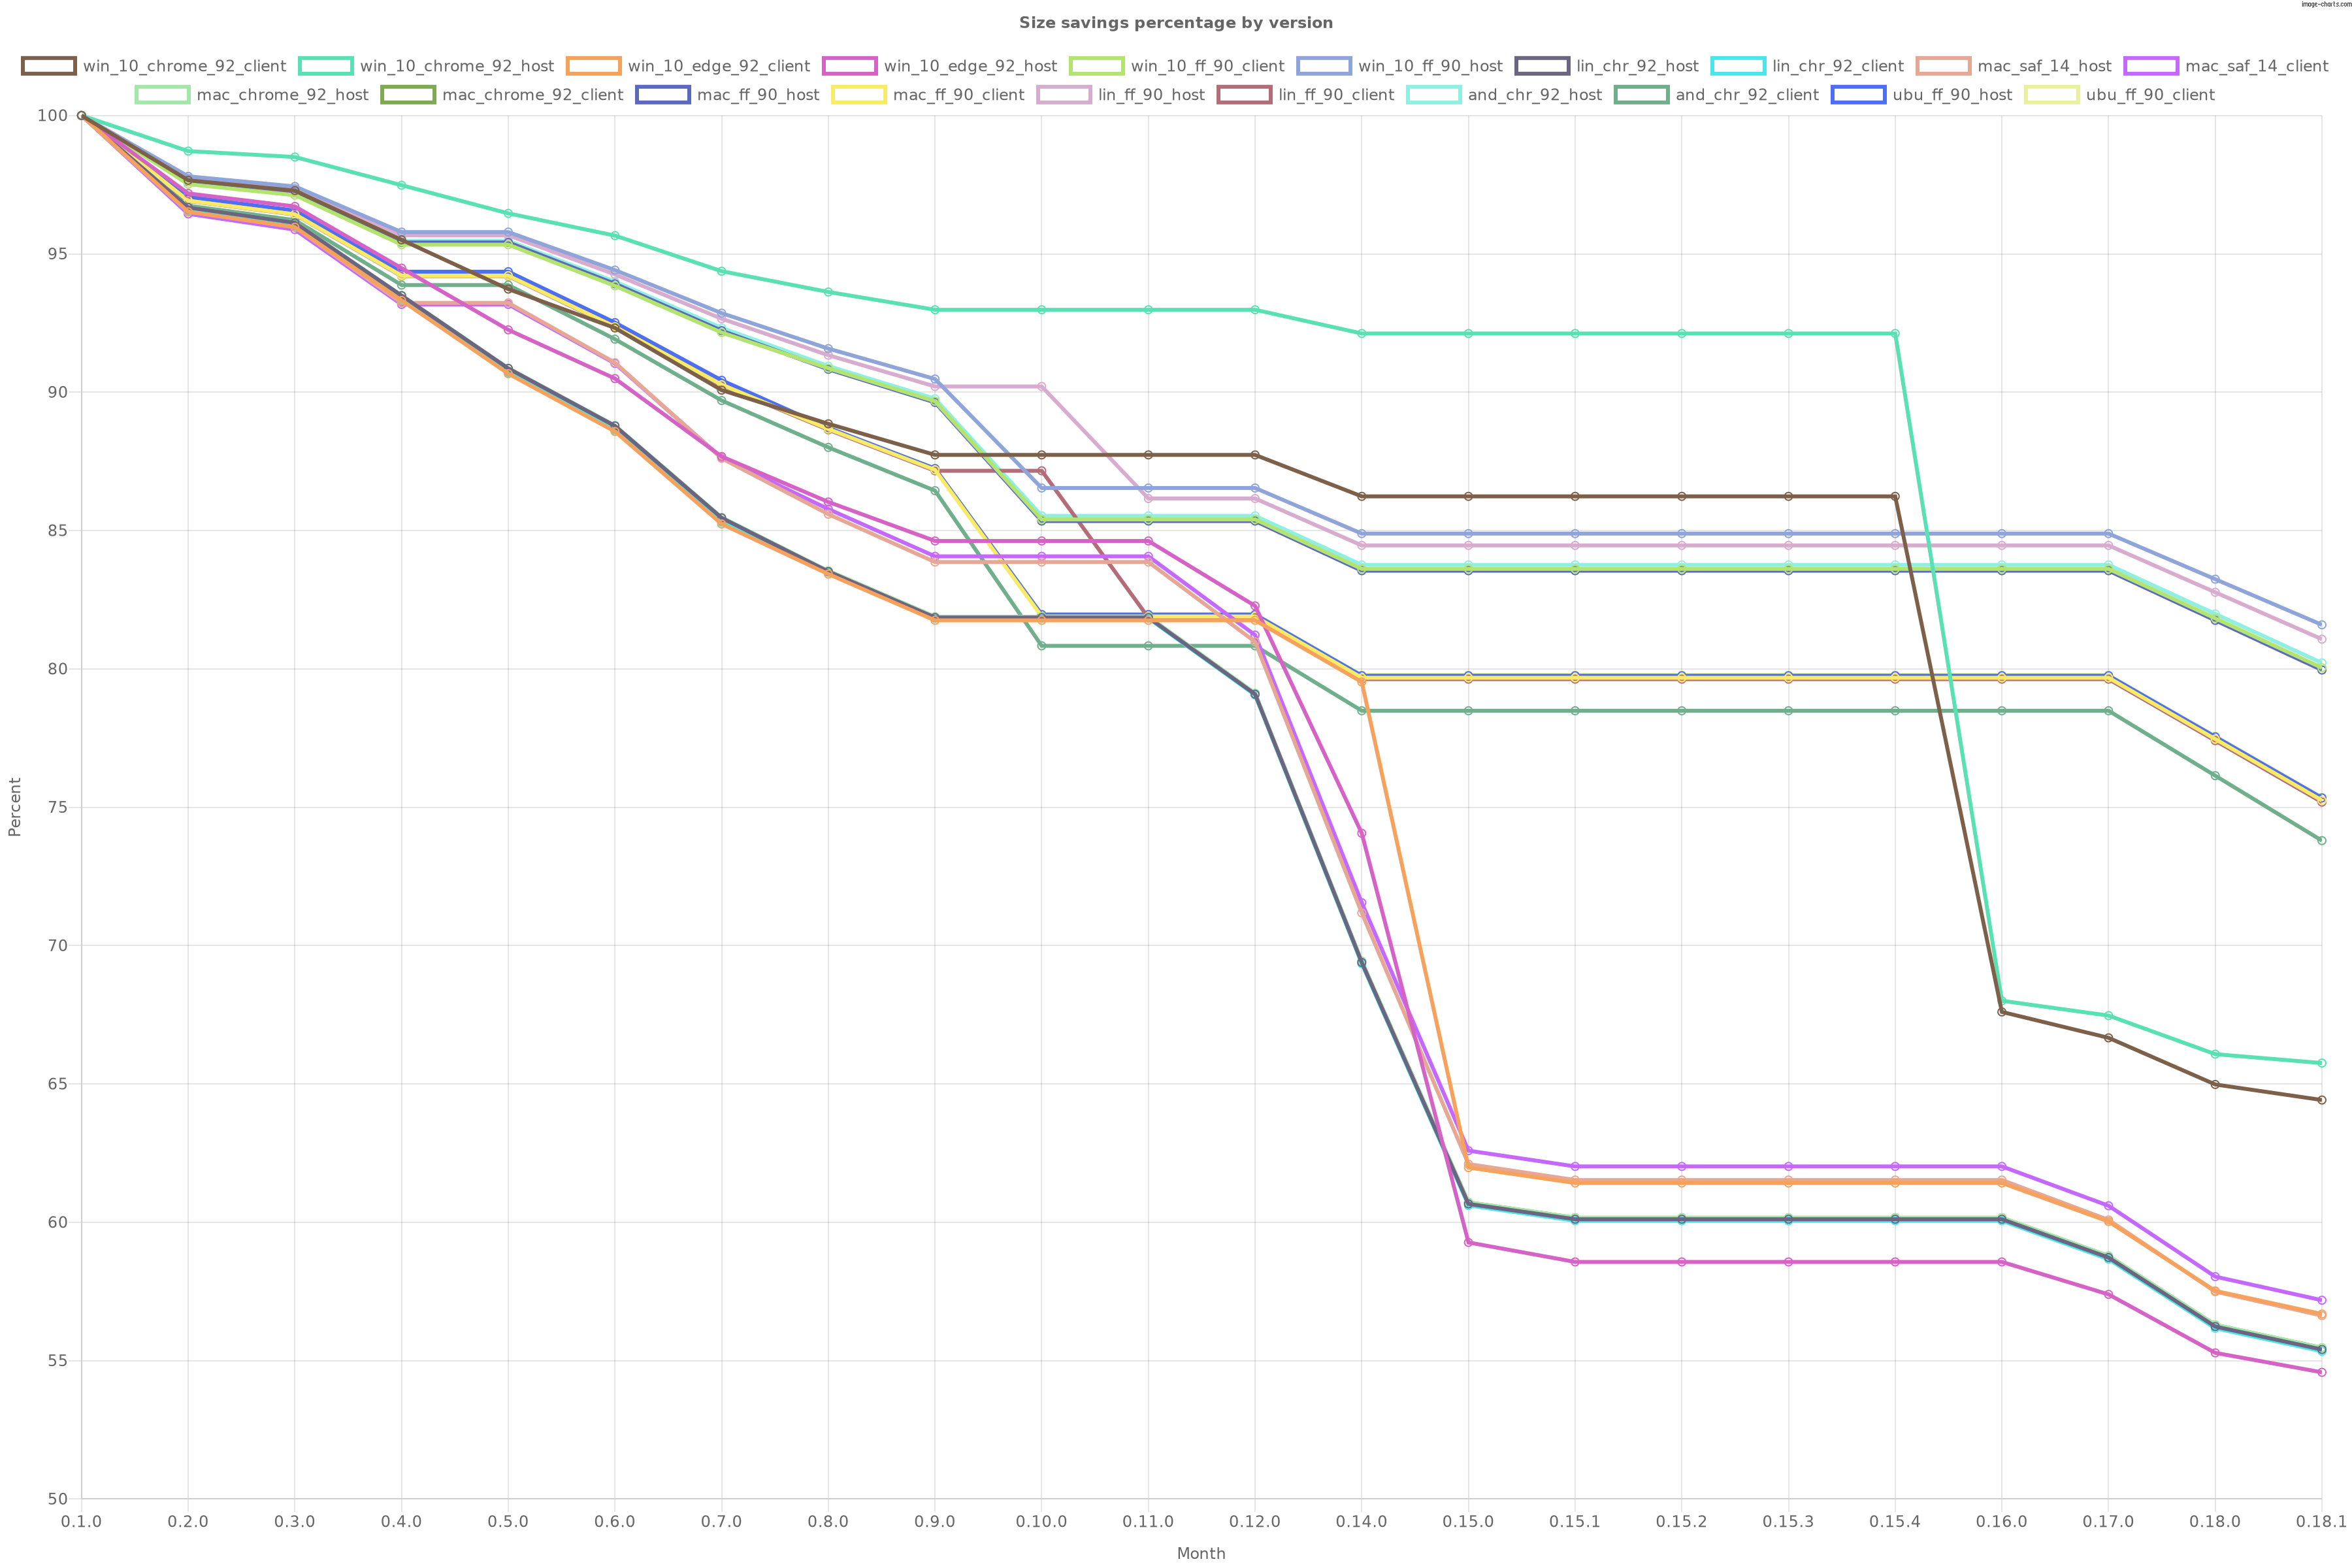 image-charts.com
Size savings percentage by version
win_10_chrome_92_client win_10_chrome_92_host win_10_edge_92_client win_10_edge_92_host win_10_ff_90_client win_10_ff_90_host lin_chr_92_host lin_chr_92_client mac_saf_14_host mac_saf_14_client
mac_chrome_92_host mac_chrome_92_client mac_ff_90_host mac_ff_90_client lin_ff_90_host lin_ff_90_client and_chr_92_host and_chr_92_client ubu_ff_90_host ubu_ff_90_client
100
95
90
85
80
75
70
65
60
55
50
Percent
0.1.0 0.2.0 0.3.0 0.4.0 0.5.0 0.6.0 0.7.0 0.8.0 0.9.0 0.10.0 0.11.0 0.12.0 0.14.0 0.15.0 0.15.1 0.15.2 0.15.3 0.15.4 0.16.0 0.17.0 0.18.0 0.18.1
Month